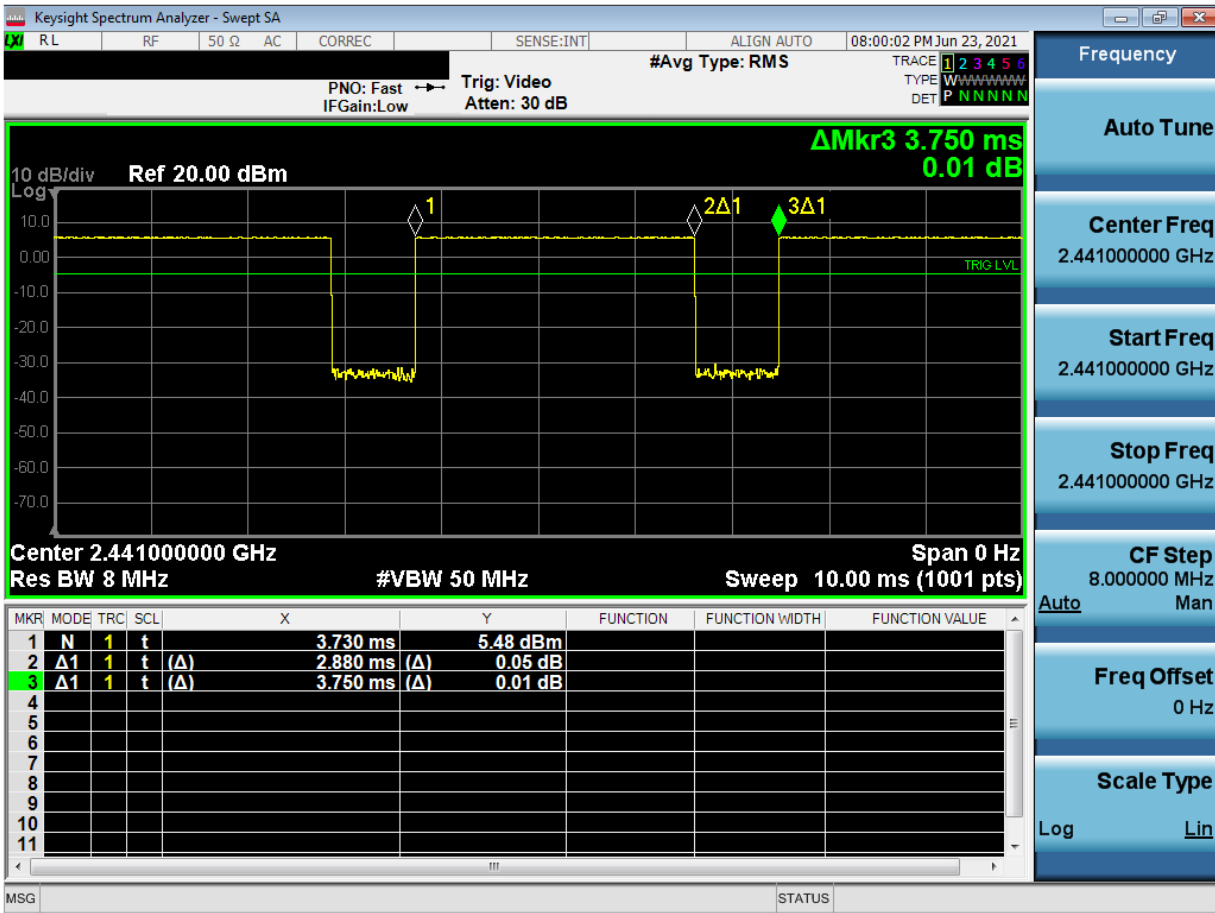 Keysight Spectrum Analyzer - Swept SA
LXI RL RF 50 Ω AC CORREC SENSE:INT ALIGN AUTO 08:00:02 PM Jun 23, 2021
#Avg Type: RMS
TRACE 1 2 3 4 5 6
TYPE WWWWWW
DET P N N N N N
PNO: Fast
IFGain:Low
Trig: Video
Atten: 30 dB
ΔMkr3 3.750 ms
0.01 dB
10 dB/div Ref 20.00 dBm
Log
1
2Δ1
3Δ1
10.0
0.00
TRIG LVL
-10.0
-20.0
-30.0
-40.0
-50.0
-60.0
-70.0
Center 2.441000000 GHz Span 0 Hz
Res BW 8 MHz #VBW 50 MHz Sweep 10.00 ms (1001 pts)
MKR MODE TRC SCL X Y FUNCTION FUNCTION WIDTH FUNCTION VALUE
1 N 1 t 3.730 ms 5.48 dBm
2 Δ1 1 t (Δ) 2.880 ms (Δ) 0.05 dB
3 Δ1 1 t (Δ) 3.750 ms (Δ) 0.01 dB
4
5
6
7
8
9
10
11
MSG STATUS
Frequency
Auto Tune
Center Freq
2.441000000 GHz
Start Freq
2.441000000 GHz
Stop Freq
2.441000000 GHz
CF Step
8.000000 MHz
Auto Man
Freq Offset
0 Hz
Scale Type
Log Lin